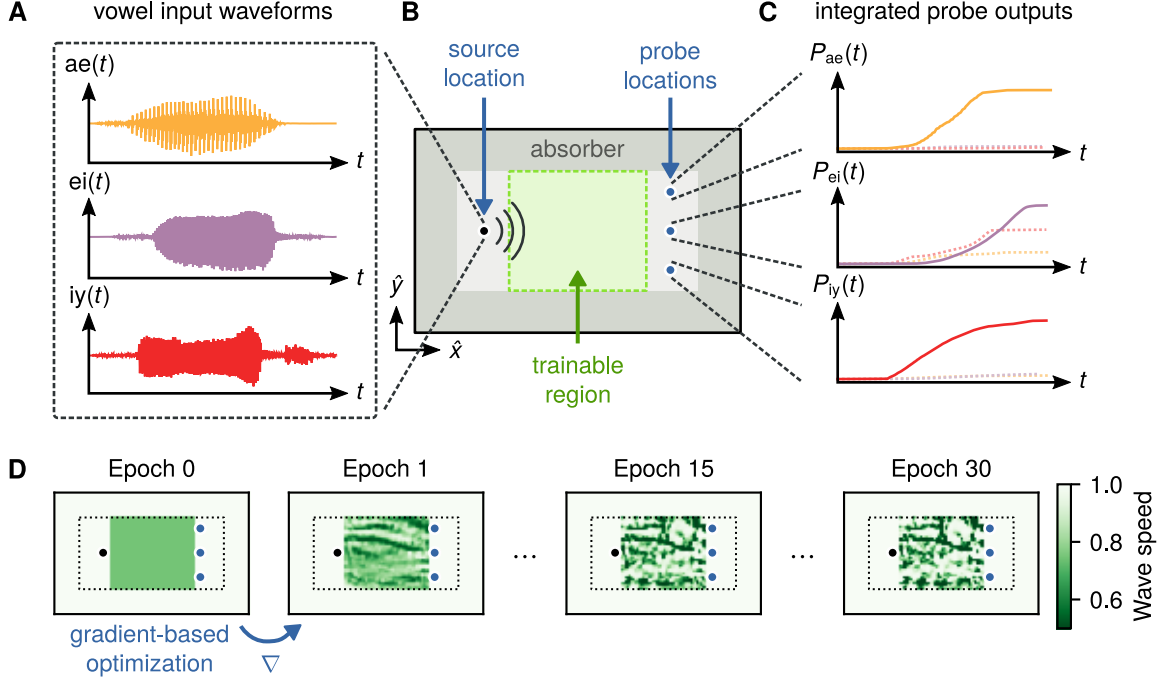 A
vowel input waveforms
ae(t)
t
ei(t)
t
iy(t)
t
B
source
location
probe
locations
absorber
ŷ
x̂
trainable
region
C
integrated probe outputs
Pae(t)
t
Pei(t)
t
Piy(t)
t
D
Epoch 0
Epoch 1
Epoch 15
Epoch 30
...
...
1.0
0.8
0.6
Wave speed
gradient-based
optimization
∇